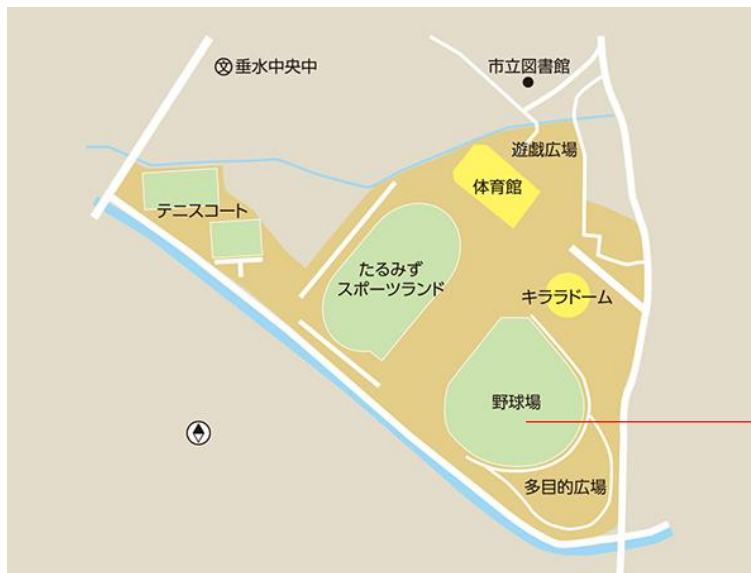 文垂水中央中
市立図書館
遊戯広場
体育館
テニスコート
たるみず
スポーツランド
キララドーム
野球場
多目的広場